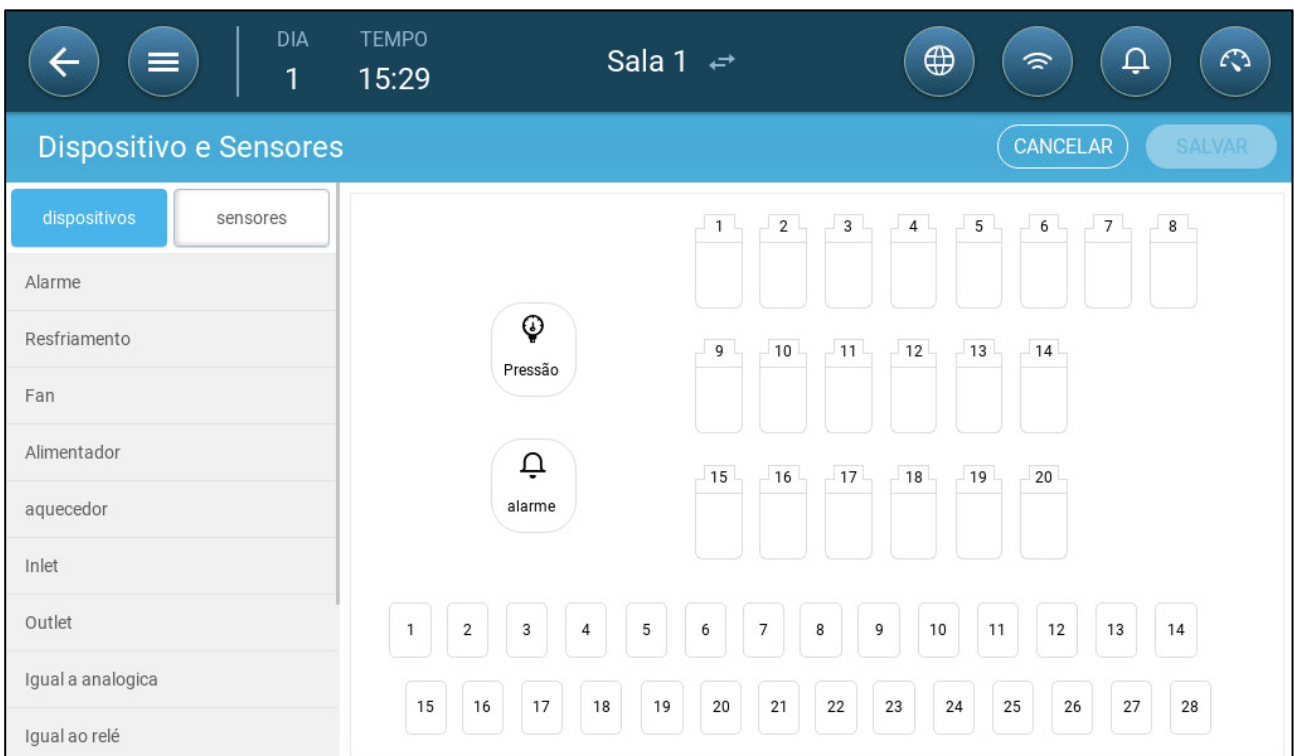 DIA TEMPO
1 15:29 Sala 1
Dispositivo e Sensores CANCELAR SALVAR
dispositivos sensores
Alarme
Resfriamento
Fan
Alimentador
aquecedor
Inlet
Outlet
Igual a analogica
Igual ao relé
1 2 3 4 5 6 7 8
Pressão
9 10 11 12 13 14
alarme
15 16 17 18 19 20
1 2 3 4 5 6 7 8 9 10 11 12 13 14
15 16 17 18 19 20 21 22 23 24 25 26 27 28